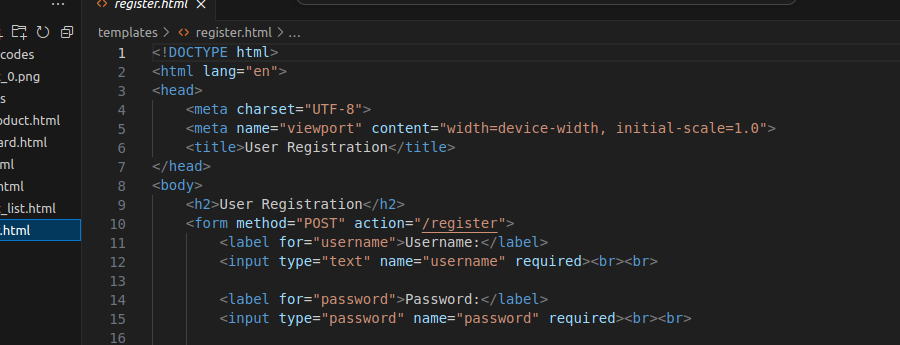 register.html
codes
_0.png
s
oduct.html
ard.html
ml
html
_list.html
.html
templates > register.html > ...
1 <!DOCTYPE html>
2 <html lang="en">
3 <head>
4 <meta charset="UTF-8">
5 <meta name="viewport" content="width=device-width, initial-scale=1.0">
6 <title>User Registration</title>
7 </head>
8 <body>
9 <h2>User Registration</h2>
10 <form method="POST" action="/register">
11 <label for="username">Username:</label>
12 <input type="text" name="username" required><br><br>
13
14 <label for="password">Password:</label>
15 <input type="password" name="password" required><br><br>
16